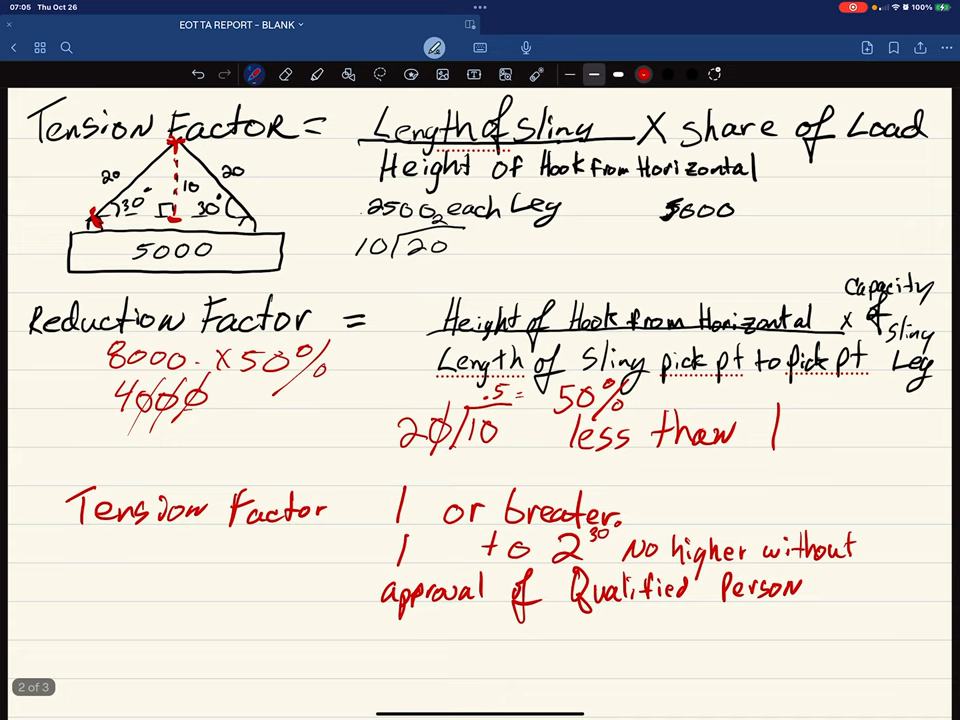 07:05 Thu Oct 26
100%
EOT TA REPORT - BLANK
Tension Factor = Length of Sling X share of Load
Height of Hook from Horizontal
20 20
10
30° 30°
5000
2500 each Leg 5000
2
10/20
Capacity of Sling Leg
Reduction Factor = Height of Hook from Horizontal x
Length of Sling pick pt to pick pt
8000 . X 50%
4000
.5 = 50%
20/10 less than 1
Tension Factor 1 or breater.
1 to 2 30 No higher without
approval of Qualified Person
2 of 3